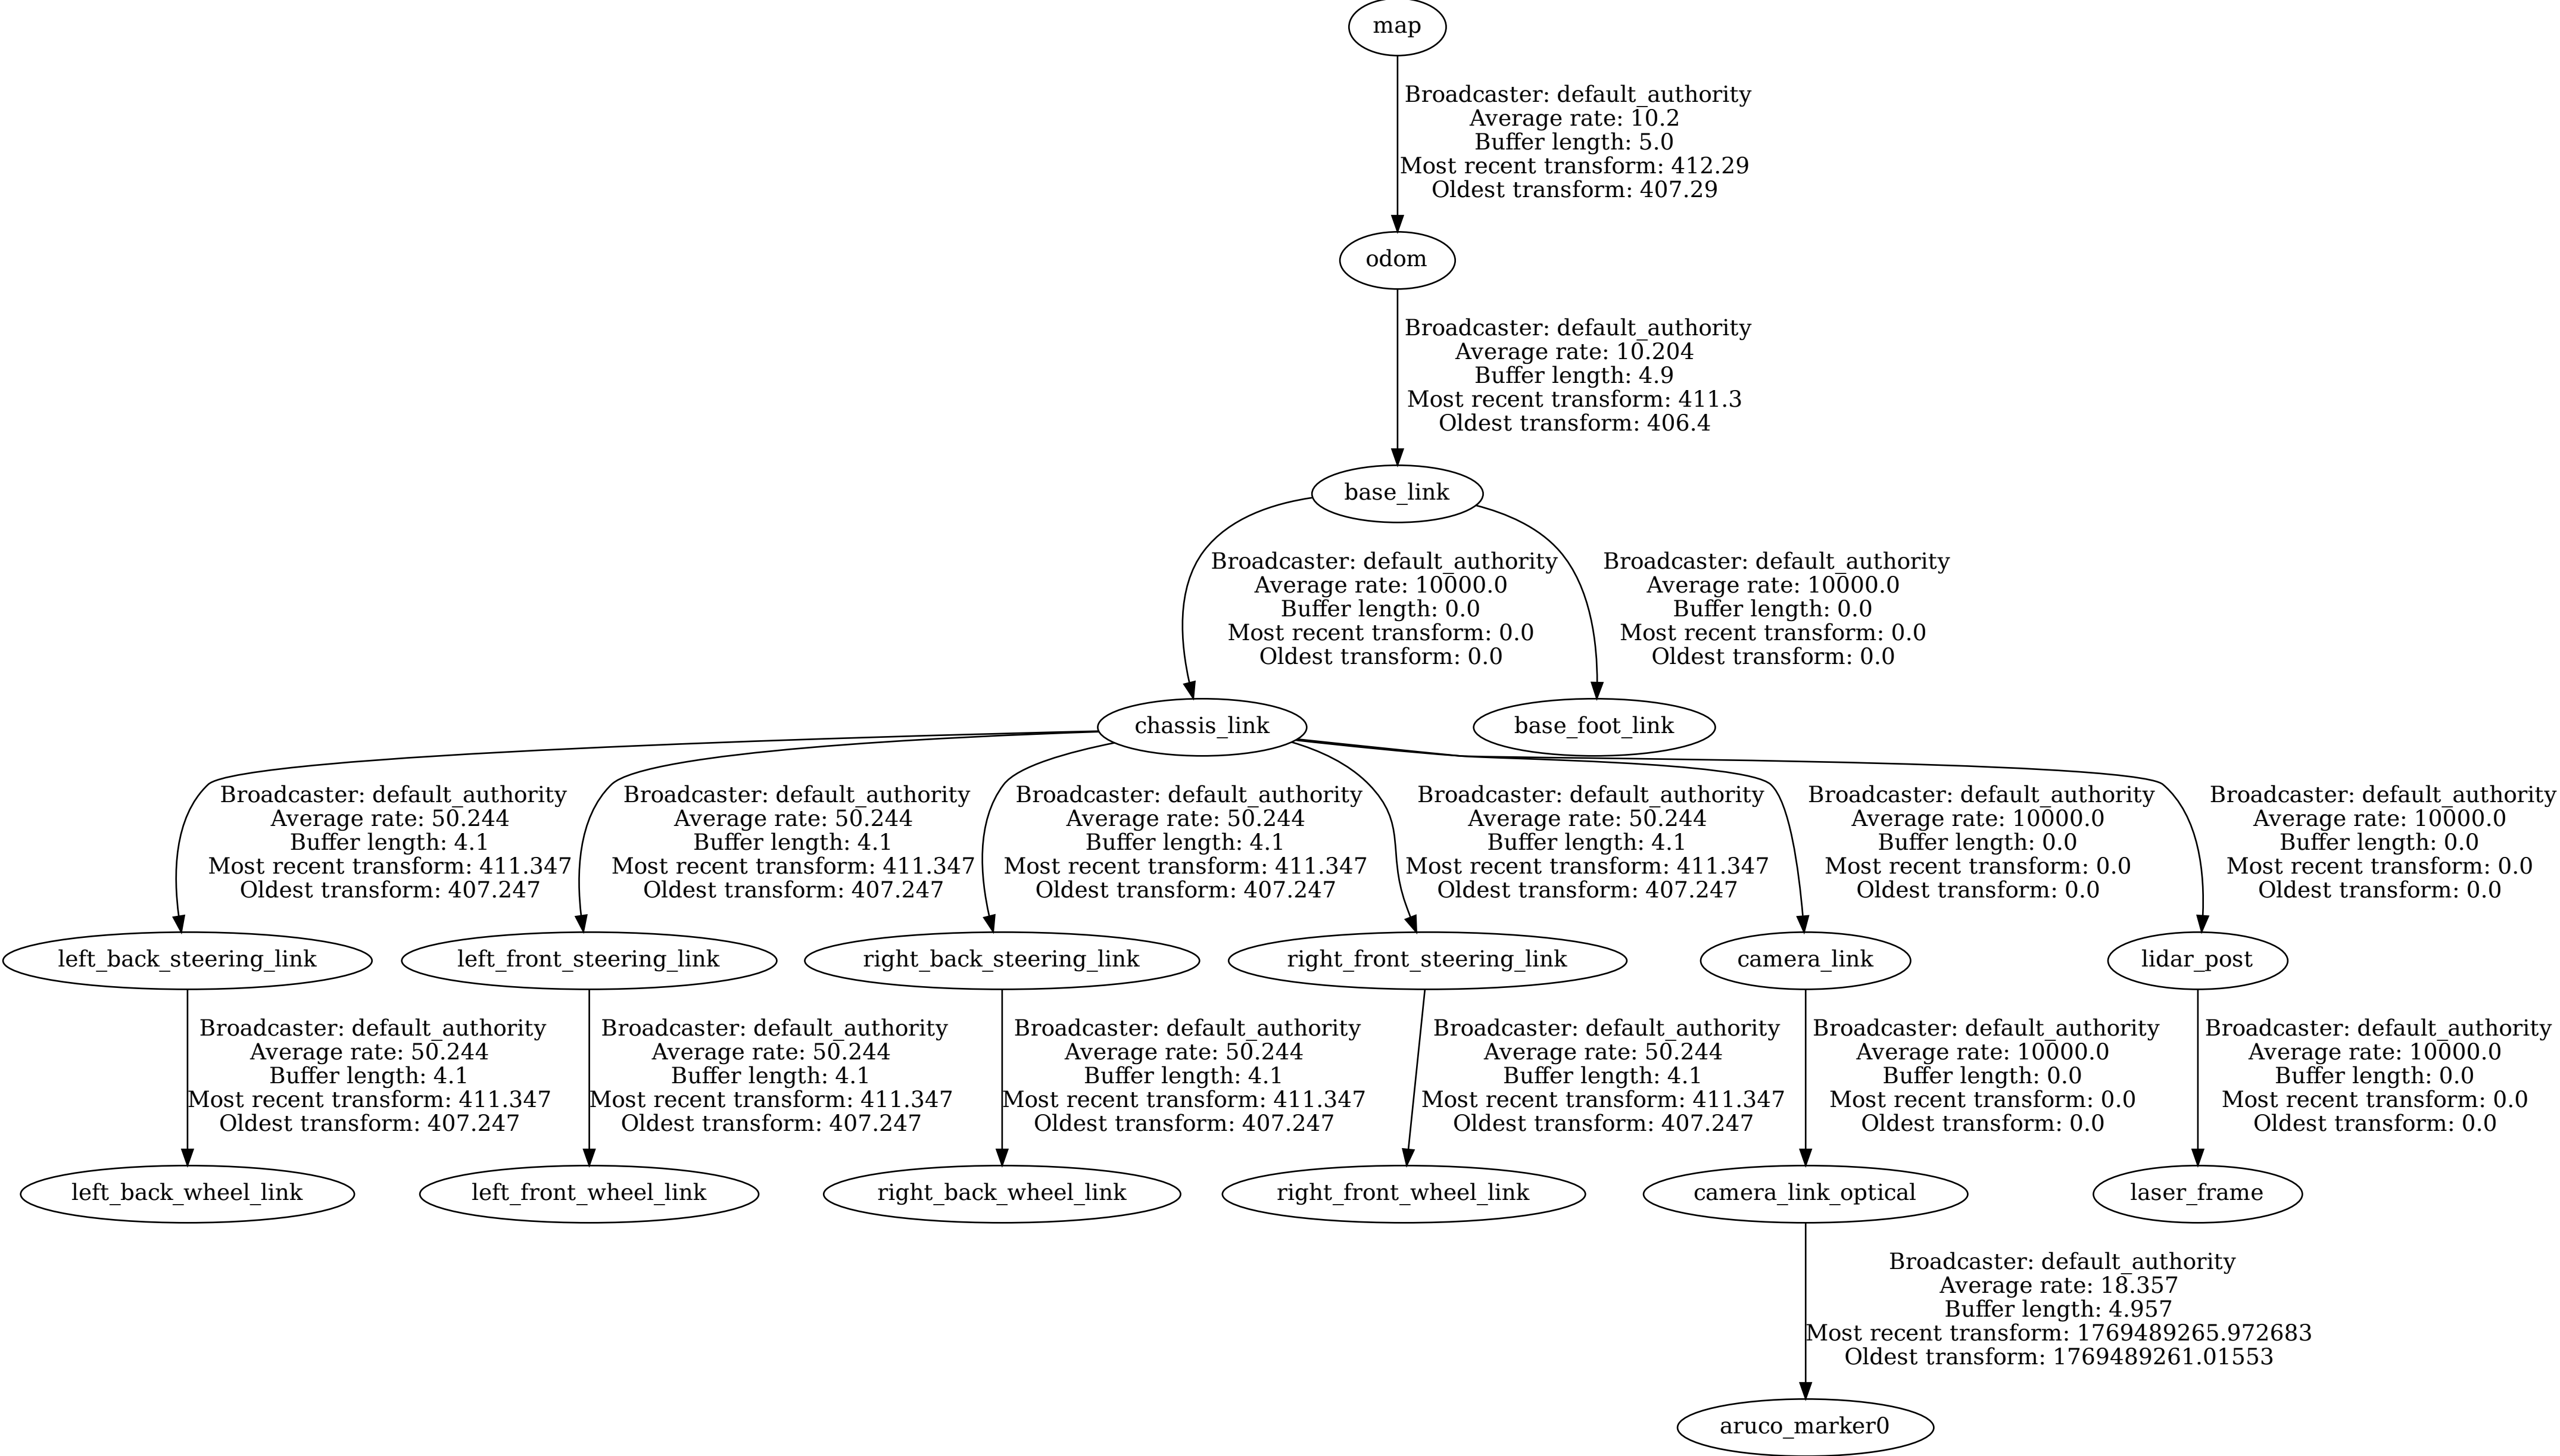 map
Broadcaster: default_authority
Average rate: 10.2
Buffer length: 5.0
Most recent transform: 412.29
Oldest transform: 407.29
odom
Broadcaster: default_authority
Average rate: 10.204
Buffer length: 4.9
Most recent transform: 411.3
Oldest transform: 406.4
base_link
Broadcaster: default_authority
Average rate: 10000.0
Buffer length: 0.0
Most recent transform: 0.0
Oldest transform: 0.0
Broadcaster: default_authority
Average rate: 10000.0
Buffer length: 0.0
Most recent transform: 0.0
Oldest transform: 0.0
chassis_link
base_foot_link
Broadcaster: default_authority
Average rate: 50.244
Buffer length: 4.1
Most recent transform: 411.347
Oldest transform: 407.247
Broadcaster: default_authority
Average rate: 50.244
Buffer length: 4.1
Most recent transform: 411.347
Oldest transform: 407.247
Broadcaster: default_authority
Average rate: 50.244
Buffer length: 4.1
Most recent transform: 411.347
Oldest transform: 407.247
Broadcaster: default_authority
Average rate: 50.244
Buffer length: 4.1
Most recent transform: 411.347
Oldest transform: 407.247
Broadcaster: default_authority
Average rate: 10000.0
Buffer length: 0.0
Most recent transform: 0.0
Oldest transform: 0.0
Broadcaster: default_authority
Average rate: 10000.0
Buffer length: 0.0
Most recent transform: 0.0
Oldest transform: 0.0
left_back_steering_link
left_front_steering_link
right_back_steering_link
right_front_steering_link
camera_link
lidar_post
Broadcaster: default_authority
Average rate: 50.244
Buffer length: 4.1
Most recent transform: 411.347
Oldest transform: 407.247
Broadcaster: default_authority
Average rate: 50.244
Buffer length: 4.1
Most recent transform: 411.347
Oldest transform: 407.247
Broadcaster: default_authority
Average rate: 50.244
Buffer length: 4.1
Most recent transform: 411.347
Oldest transform: 407.247
Broadcaster: default_authority
Average rate: 50.244
Buffer length: 4.1
Most recent transform: 411.347
Oldest transform: 407.247
Broadcaster: default_authority
Average rate: 10000.0
Buffer length: 0.0
Most recent transform: 0.0
Oldest transform: 0.0
Broadcaster: default_authority
Average rate: 10000.0
Buffer length: 0.0
Most recent transform: 0.0
Oldest transform: 0.0
left_back_wheel_link
left_front_wheel_link
right_back_wheel_link
right_front_wheel_link
camera_link_optical
laser_frame
Broadcaster: default_authority
Average rate: 18.357
Buffer length: 4.957
Most recent transform: 1769489265.972683
Oldest transform: 1769489261.01553
aruco_marker0